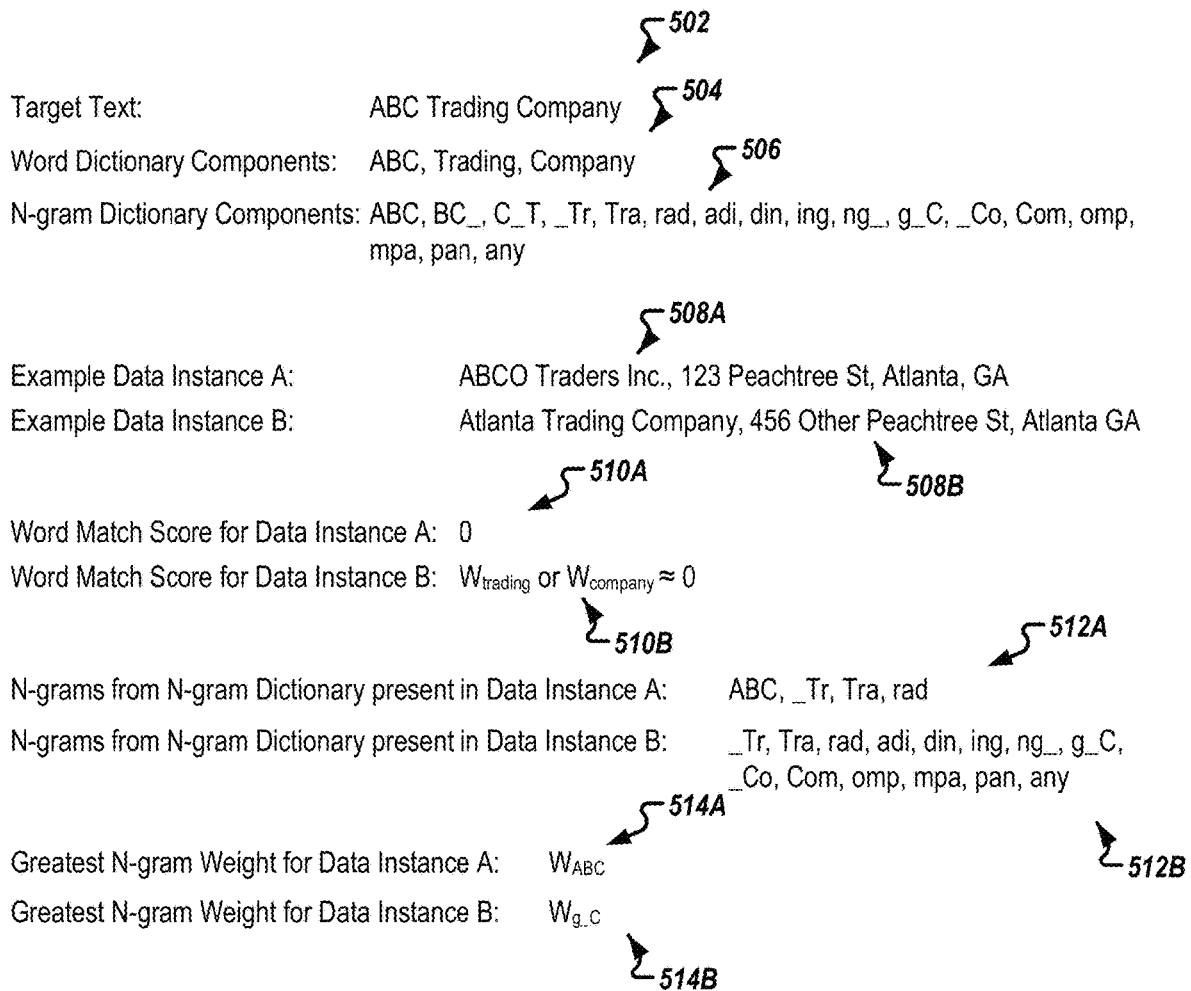 502
Target Text: ABC Trading Company
504
Word Dictionary Components: ABC, Trading, Company
506
N-gram Dictionary Components: ABC, BC_, C_T, _Tr, Tra, rad, adi, din, ing, ng_, g_C, _Co, Com, omp,
mpa, pan, any
508A
Example Data Instance A: ABCO Traders Inc., 123 Peachtree St, Atlanta, GA
Example Data Instance B: Atlanta Trading Company, 456 Other Peachtree St, Atlanta GA
510A
508B
Word Match Score for Data Instance A: 0
Word Match Score for Data Instance B: Wtrading or Wcompany ≈ 0
510B
512A
N-grams from N-gram Dictionary present in Data Instance A: ABC, _Tr, Tra, rad
N-grams from N-gram Dictionary present in Data Instance B: _Tr, Tra, rad, adi, din, ing, ng_, g_C,
_Co, Com, omp, mpa, pan, any
514A
512B
Greatest N-gram Weight for Data Instance A: WABC
Greatest N-gram Weight for Data Instance B: Wg_C
514B